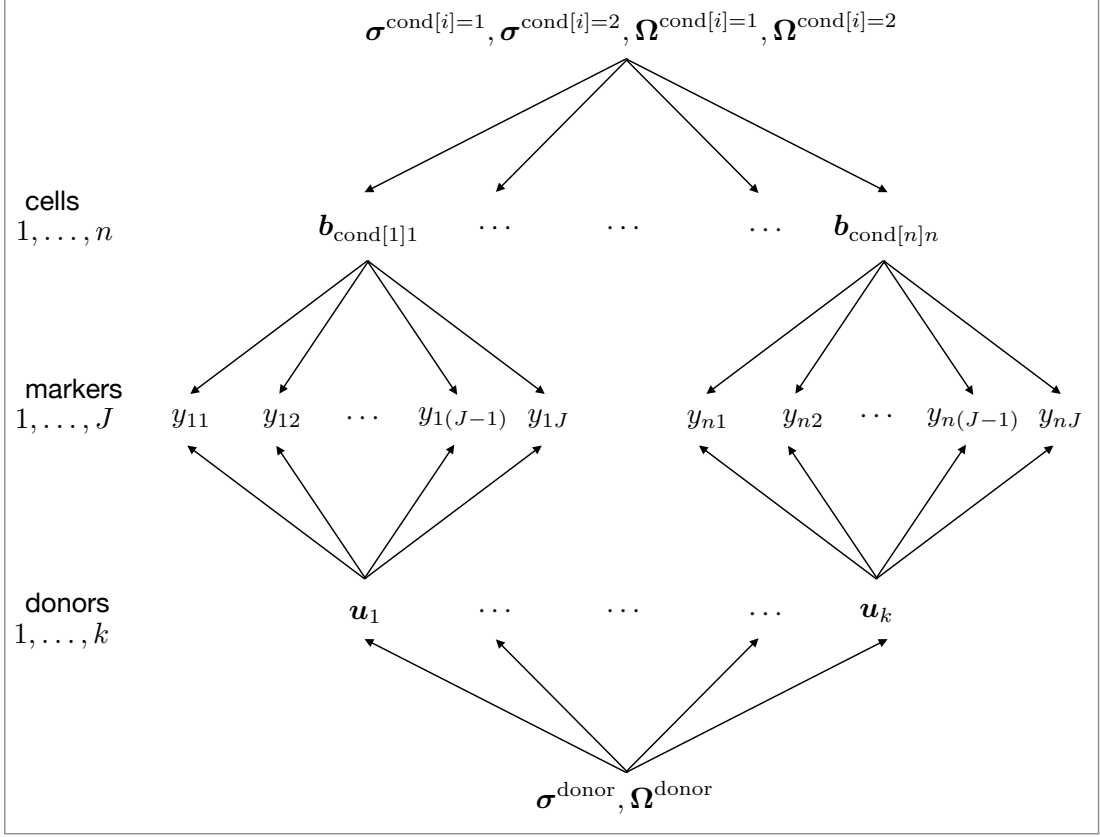 𝝈^cond[i]=1, 𝝈^cond[i]=2, 𝛀^cond[i]=1, 𝛀^cond[i]=2
cells
1, . . . , n
𝒃_cond[1]1 · · · · · · · · · 𝒃_cond[n]n
markers
1, . . . , J
y_11 y_12 · · · y_1(J−1) y_1J y_n1 y_n2 · · · y_n(J−1) y_nJ
donors
1, . . . , k
𝒖_1 · · · · · · · · · 𝒖_k
𝝈^donor, 𝛀^donor